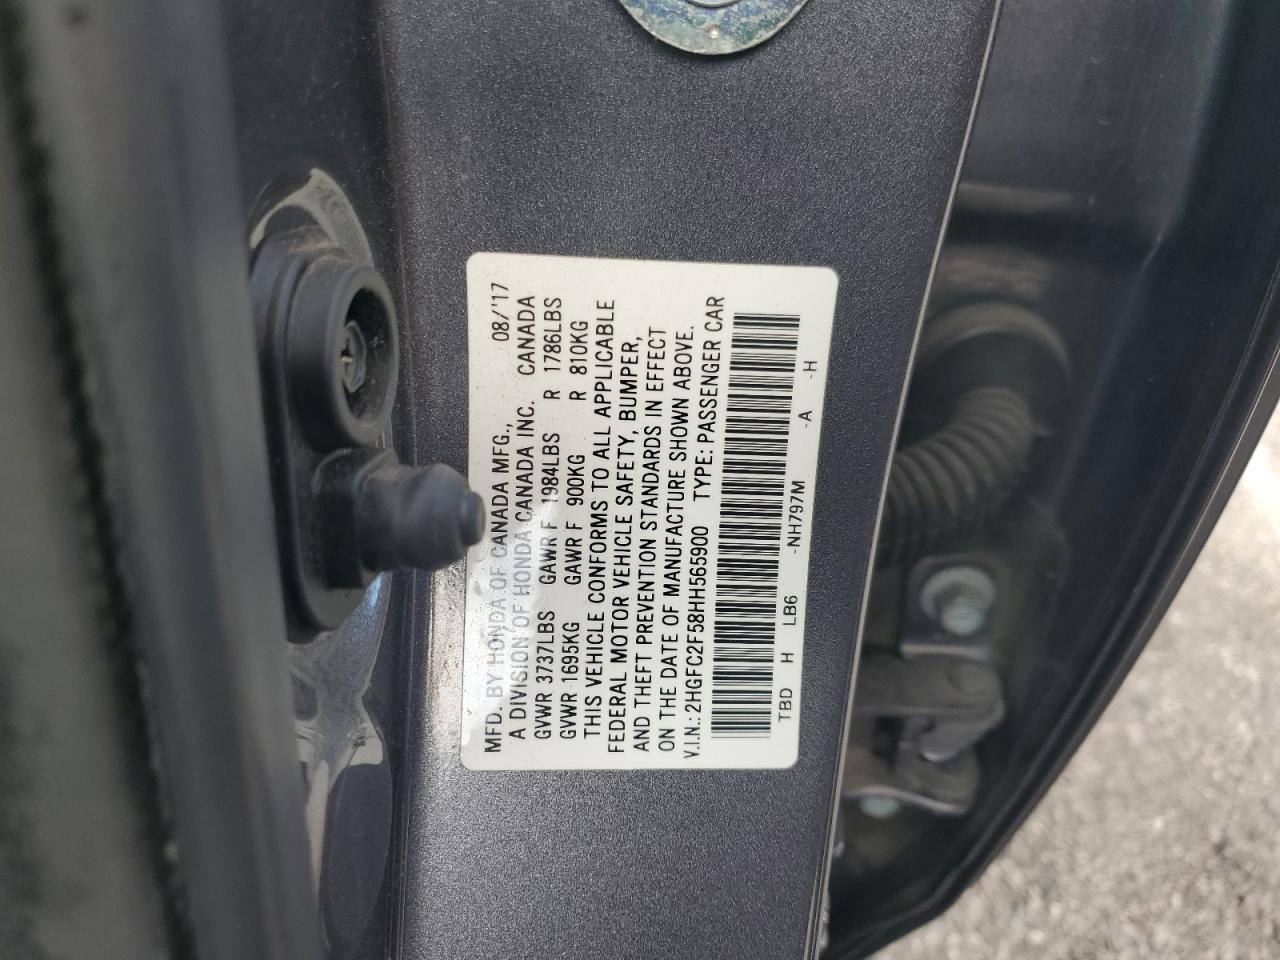 MFD. BY HONDA OF CANADA MFG., 08/'17
A DIVISION OF HONDA CANADA INC. CANADA
GVWR 3737LBS GAWR F 1984LBS R 1786LBS
GVWR 1695KG GAWR F 900KG R 810KG
THIS VEHICLE CONFORMS TO ALL APPLICABLE
FEDERAL MOTOR VEHICLE SAFETY, BUMPER,
AND THEFT PREVENTION STANDARDS IN EFFECT
ON THE DATE OF MANUFACTURE SHOWN ABOVE.
V.I.N.: 2HGFC2F58HH565900 TYPE: PASSENGER CAR
TBD H LB6 -NH797M -A -H